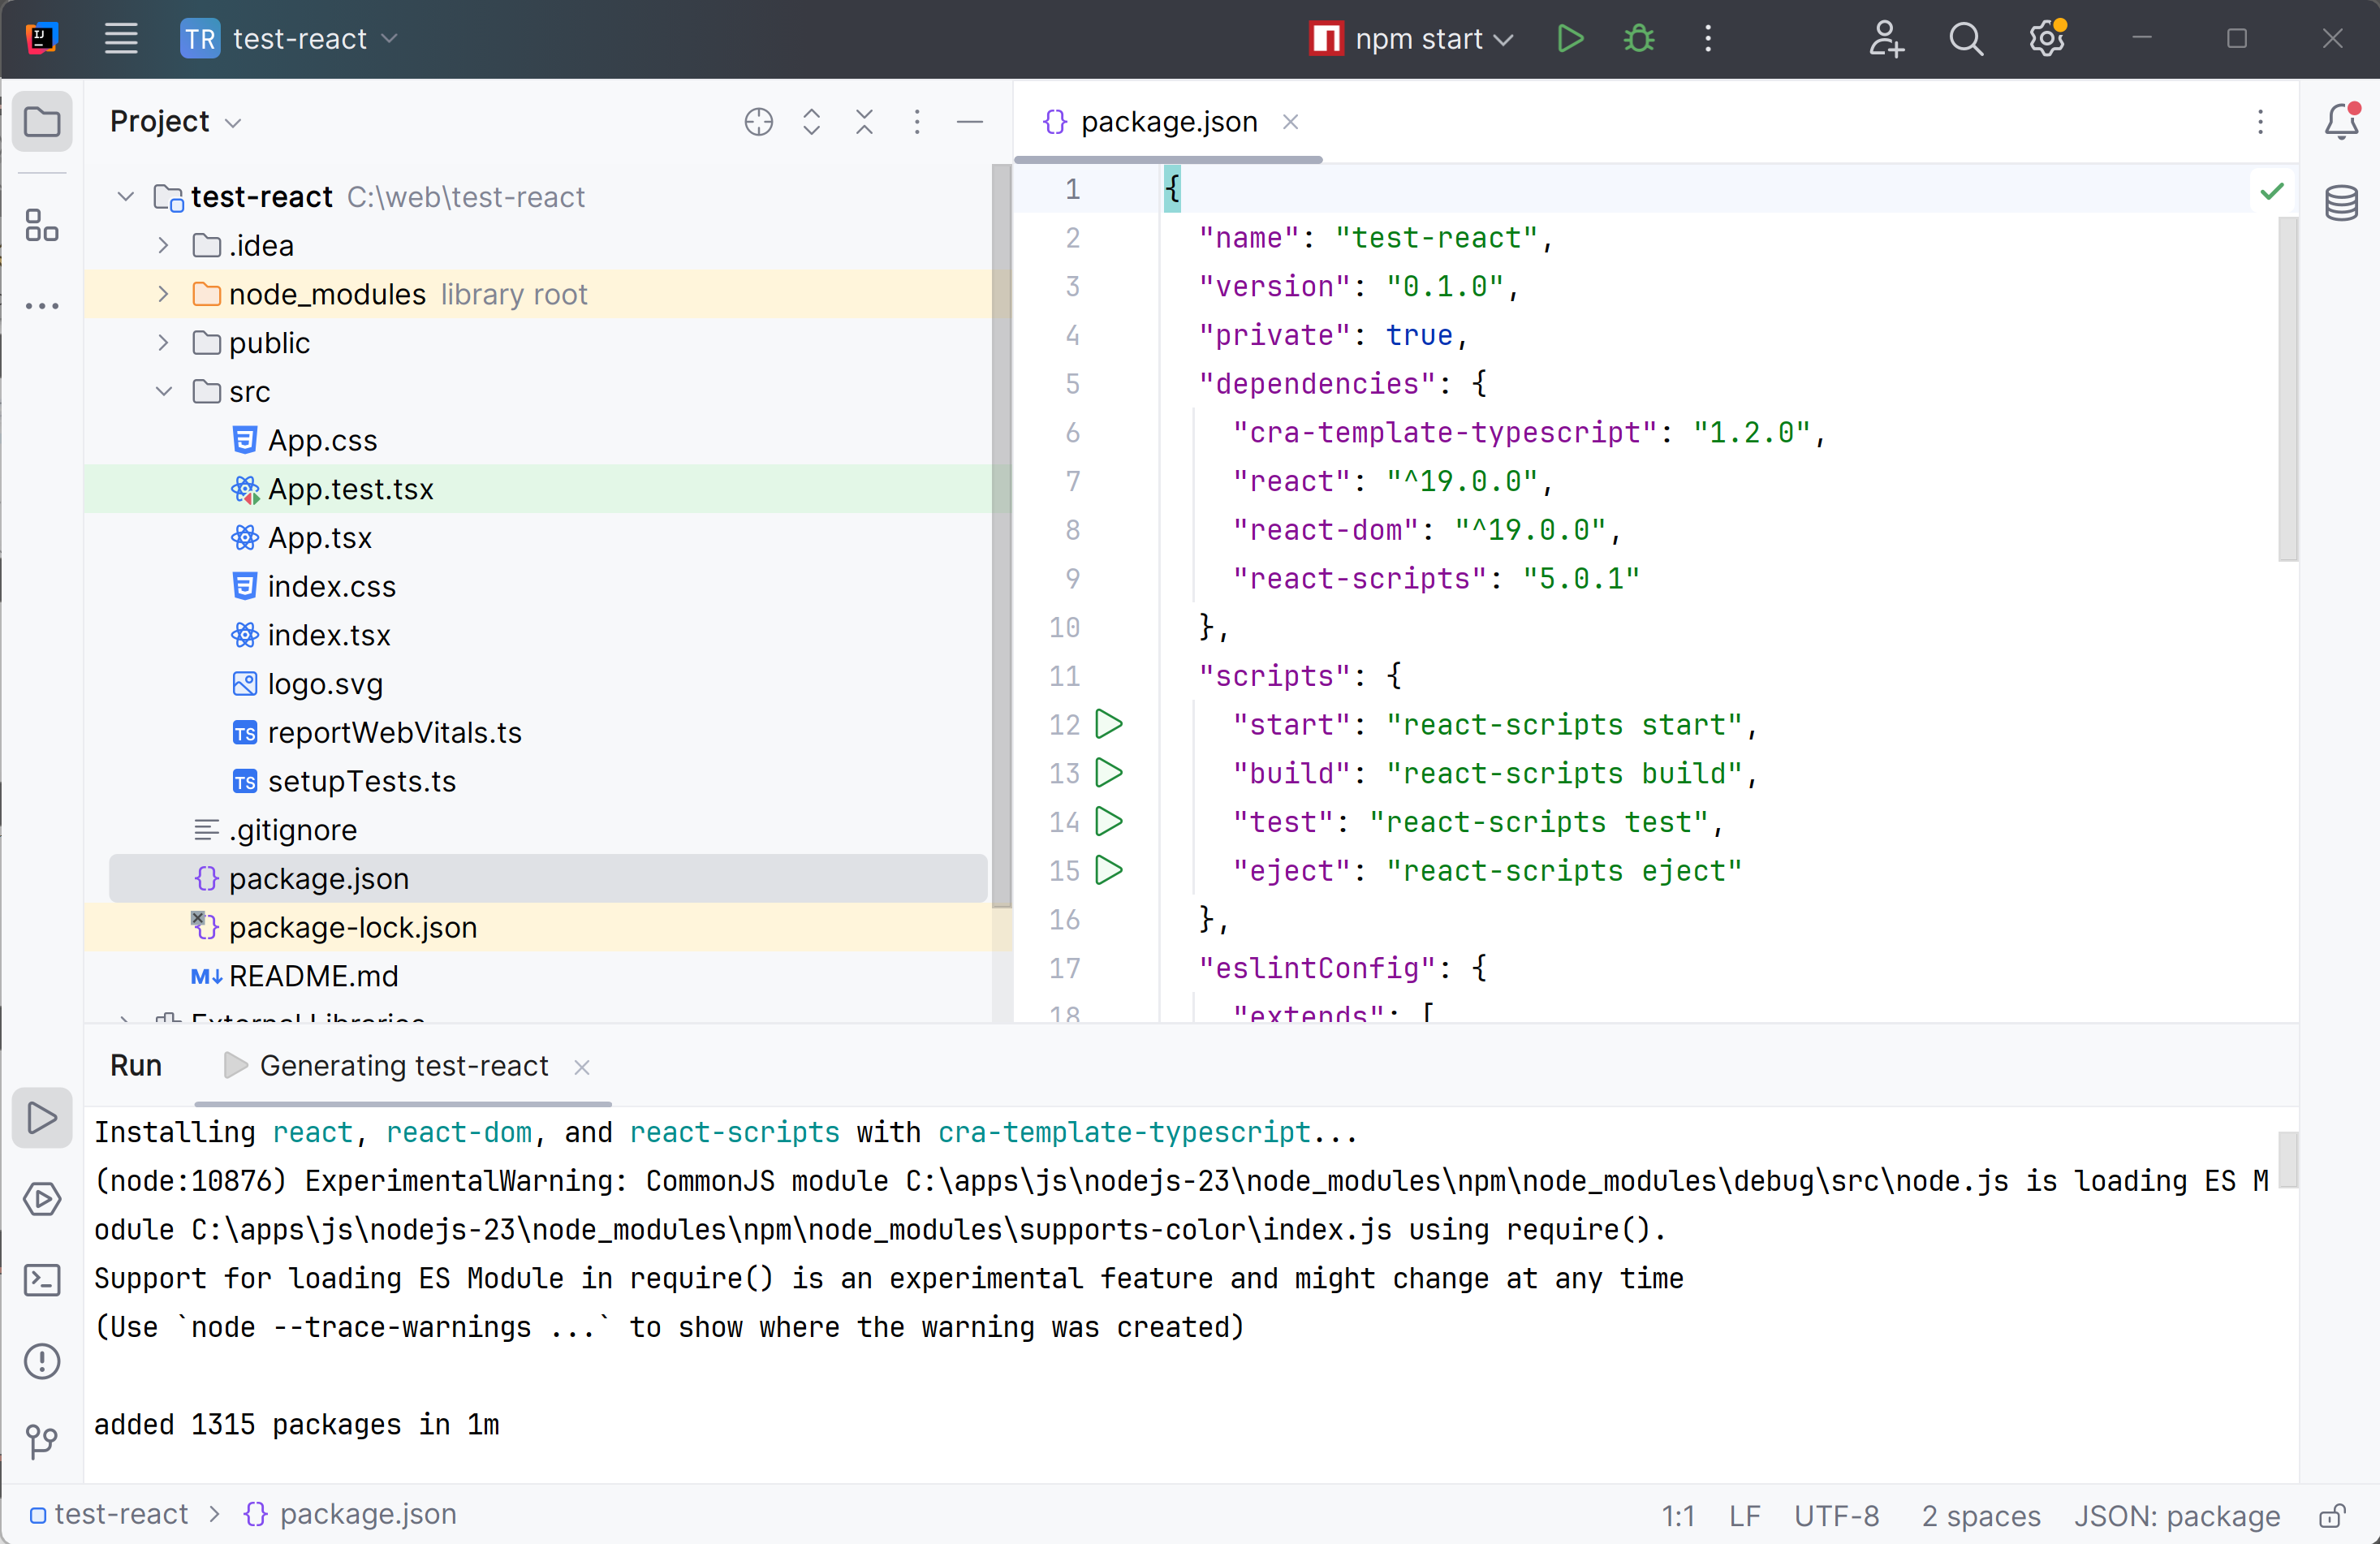 TR test-react
npm start
Project
package.json
test-react C:\web\test-react
.idea
node_modules library root
public
src
App.css
App.test.tsx
App.tsx
index.css
index.tsx
logo.svg
TS reportWebVitals.ts
TS setupTests.ts
.gitignore
{} package.json
{} package-lock.json
M↓ README.md
External Libraries
1 {
2 "name": "test-react",
3 "version": "0.1.0",
4 "private": true,
5 "dependencies": {
6 "cra-template-typescript": "1.2.0",
7 "react": "^19.0.0",
8 "react-dom": "^19.0.0",
9 "react-scripts": "5.0.1"
10 },
11 "scripts": {
12 "start": "react-scripts start",
13 "build": "react-scripts build",
14 "test": "react-scripts test",
15 "eject": "react-scripts eject"
16 },
17 "eslintConfig": {
18 "extends": [
Run Generating test-react
Installing react, react-dom, and react-scripts with cra-template-typescript...
(node:10876) ExperimentalWarning: CommonJS module C:\apps\js\nodejs-23\node_modules\npm\node_modules\debug\src\node.js is loading ES M
odule C:\apps\js\nodejs-23\node_modules\npm\node_modules\supports-color\index.js using require().
Support for loading ES Module in require() is an experimental feature and might change at any time
(Use `node --trace-warnings ...` to show where the warning was created)
added 1315 packages in 1m
test-react > {} package.json
1:1 LF UTF-8 2 spaces JSON: package